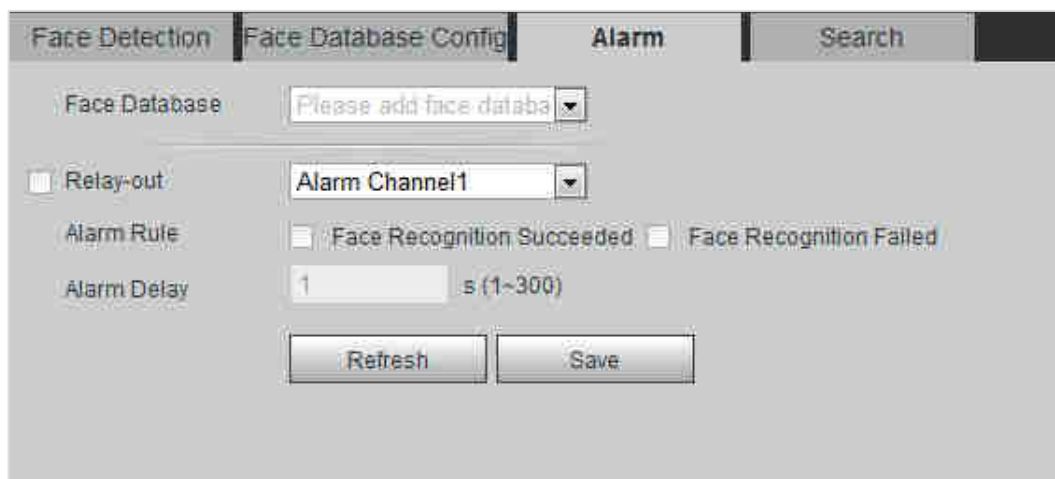 Face Detection Face Database Config Alarm Search
Face Database Please add face databa
Relay-out Alarm Channel1
Alarm Rule Face Recognition Succeeded Face Recognition Failed
Alarm Delay 1 s (1~300)
Refresh Save